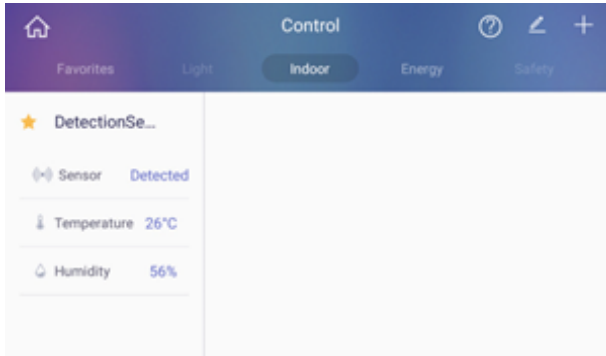 Control
Favorites Light Indoor Energy Safety
DetectionSe...
Sensor Detected
Temperature 26°C
Humidity 56%